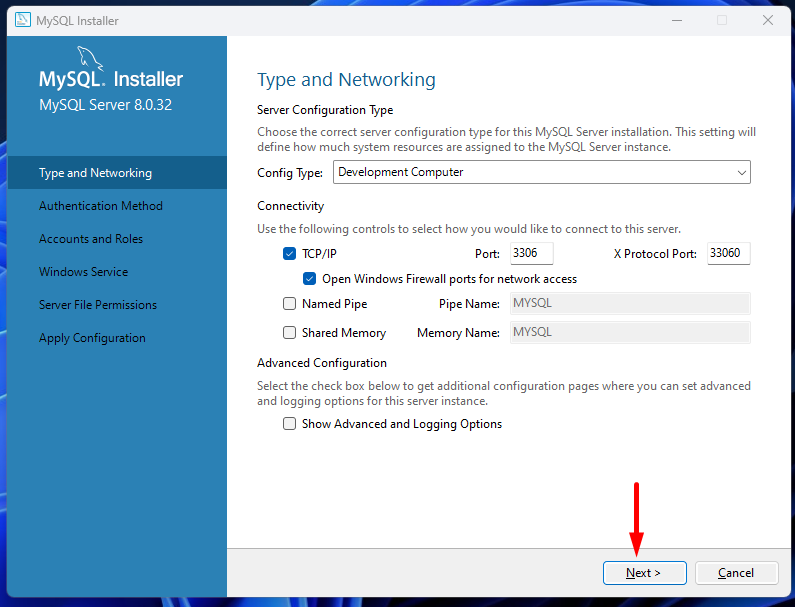 MySQL Installer
MySQL. Installer
MySQL Server 8.0.32
Type and Networking
Authentication Method
Accounts and Roles
Windows Service
Server File Permissions
Apply Configuration
Type and Networking
Server Configuration Type
Choose the correct server configuration type for this MySQL Server installation. This setting will
define how much system resources are assigned to the MySQL Server instance.
Config Type: Development Computer
Connectivity
Use the following controls to select how you would like to connect to this server.
TCP/IP Port: 3306 X Protocol Port: 33060
Open Windows Firewall ports for network access
Named Pipe Pipe Name: MYSQL
Shared Memory Memory Name: MYSQL
Advanced Configuration
Select the check box below to get additional configuration pages where you can set advanced
and logging options for this server instance.
Show Advanced and Logging Options
Next > Cancel